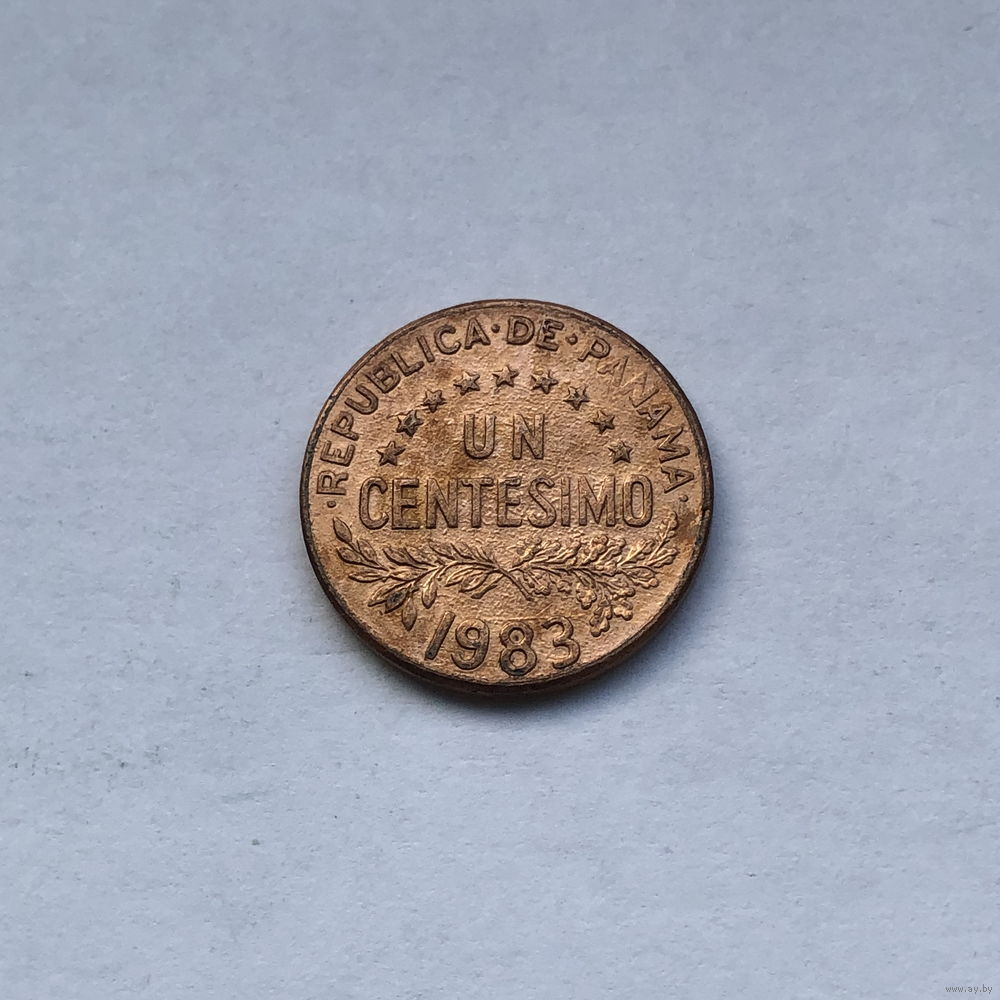 ·REPUBLICA·DE·PANAMA·
UN
CENTESIMO
1983
www.ay.by